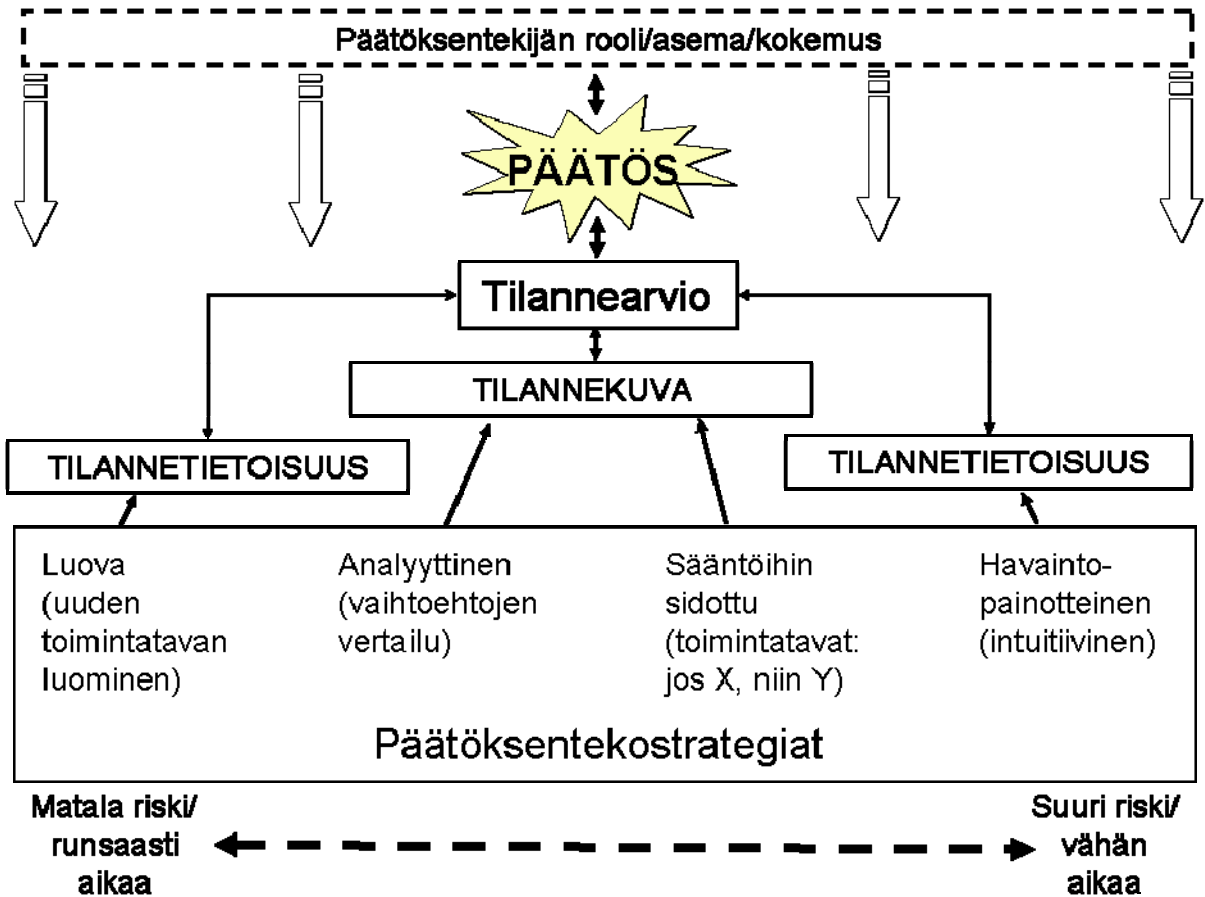 Päätöksentekijän rooli/asema/kokemus
PÄÄTÖS
Tilannearvio
TILANNEKUVA
TILANNETIETOISUUS
TILANNETIETOISUUS
Luova
(uuden
toimintatavan
luominen)
Analyyttinen
(vaihtoehtojen
vertailu)
Sääntöihin
sidottu
(toimintatavat:
jos X, niin Y)
Havainto-
painotteinen
(intuitiivinen)
Päätöksentekostrategiat
Matala riski/
runsaasti
aikaa
Suuri riski/
vähän
aikaa